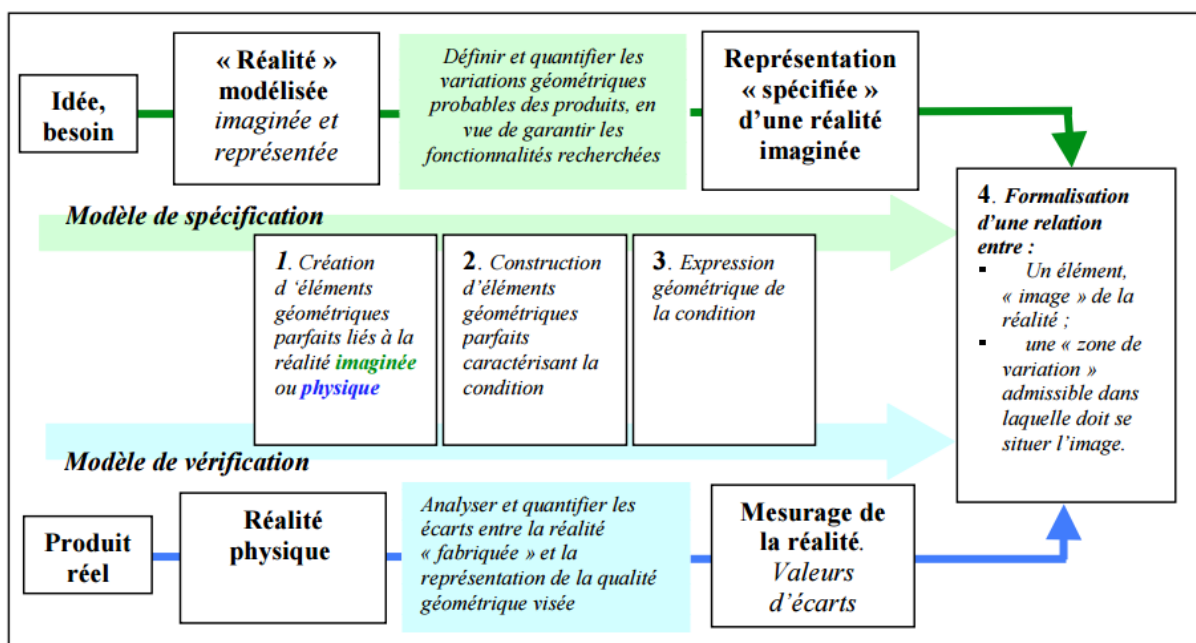 Idée,
besoin
« Réalité »
modélisée
imaginée et
représentée
Définir et quantifier les
variations géométriques
probables des produits, en
vue de garantir les
fonctionnalités recherchées
Représentation
« spécifiée »
d’une réalité
imaginée
Modèle de spécification
1. Création
d ‘éléments
géométriques
parfaits liés à la
réalité imaginée
ou physique
2. Construction
d’éléments
géométriques
parfaits
caractérisant la
condition
3. Expression
géométrique de
la condition
4. Formalisation
d’une relation
entre :
▪ Un élément,
« image » de la
réalité ;
▪ une « zone de
variation »
admissible dans
laquelle doit se
situer l’image.
Modèle de vérification
Produit
réel
Réalité
physique
Analyser et quantifier les
écarts entre la réalité
« fabriquée » et la
représentation de la qualité
géométrique visée
Mesurage de
la réalité.
Valeurs
d’écarts